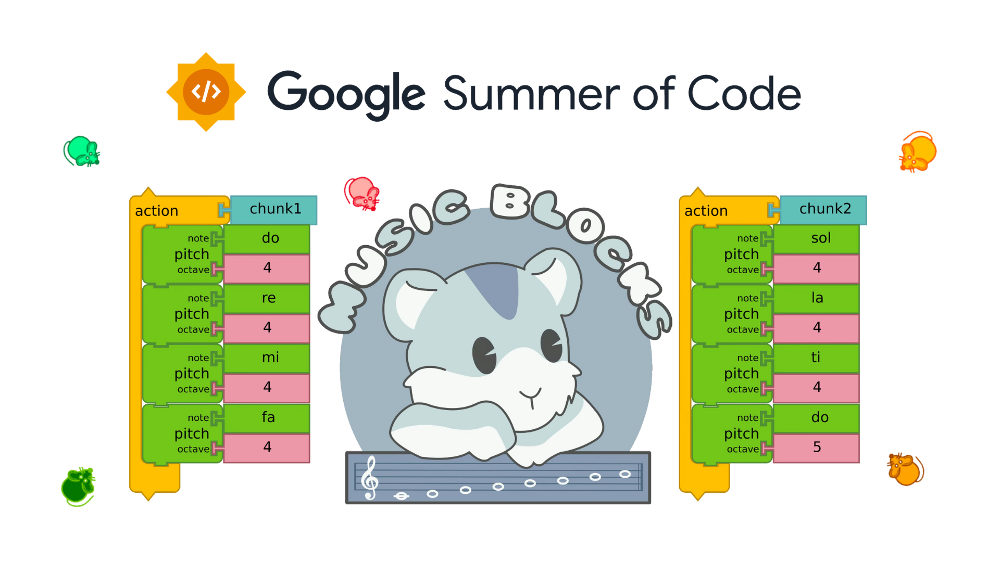 </>
Google Summer of Code
MUSIC BLOCKS
action chunk1
note do
pitch
octave 4
note re
pitch
octave 4
note mi
pitch
octave 4
note fa
pitch
octave 4
action chunk2
note sol
pitch
octave 4
note la
pitch
octave 4
note ti
pitch
octave 4
note do
pitch
octave 5